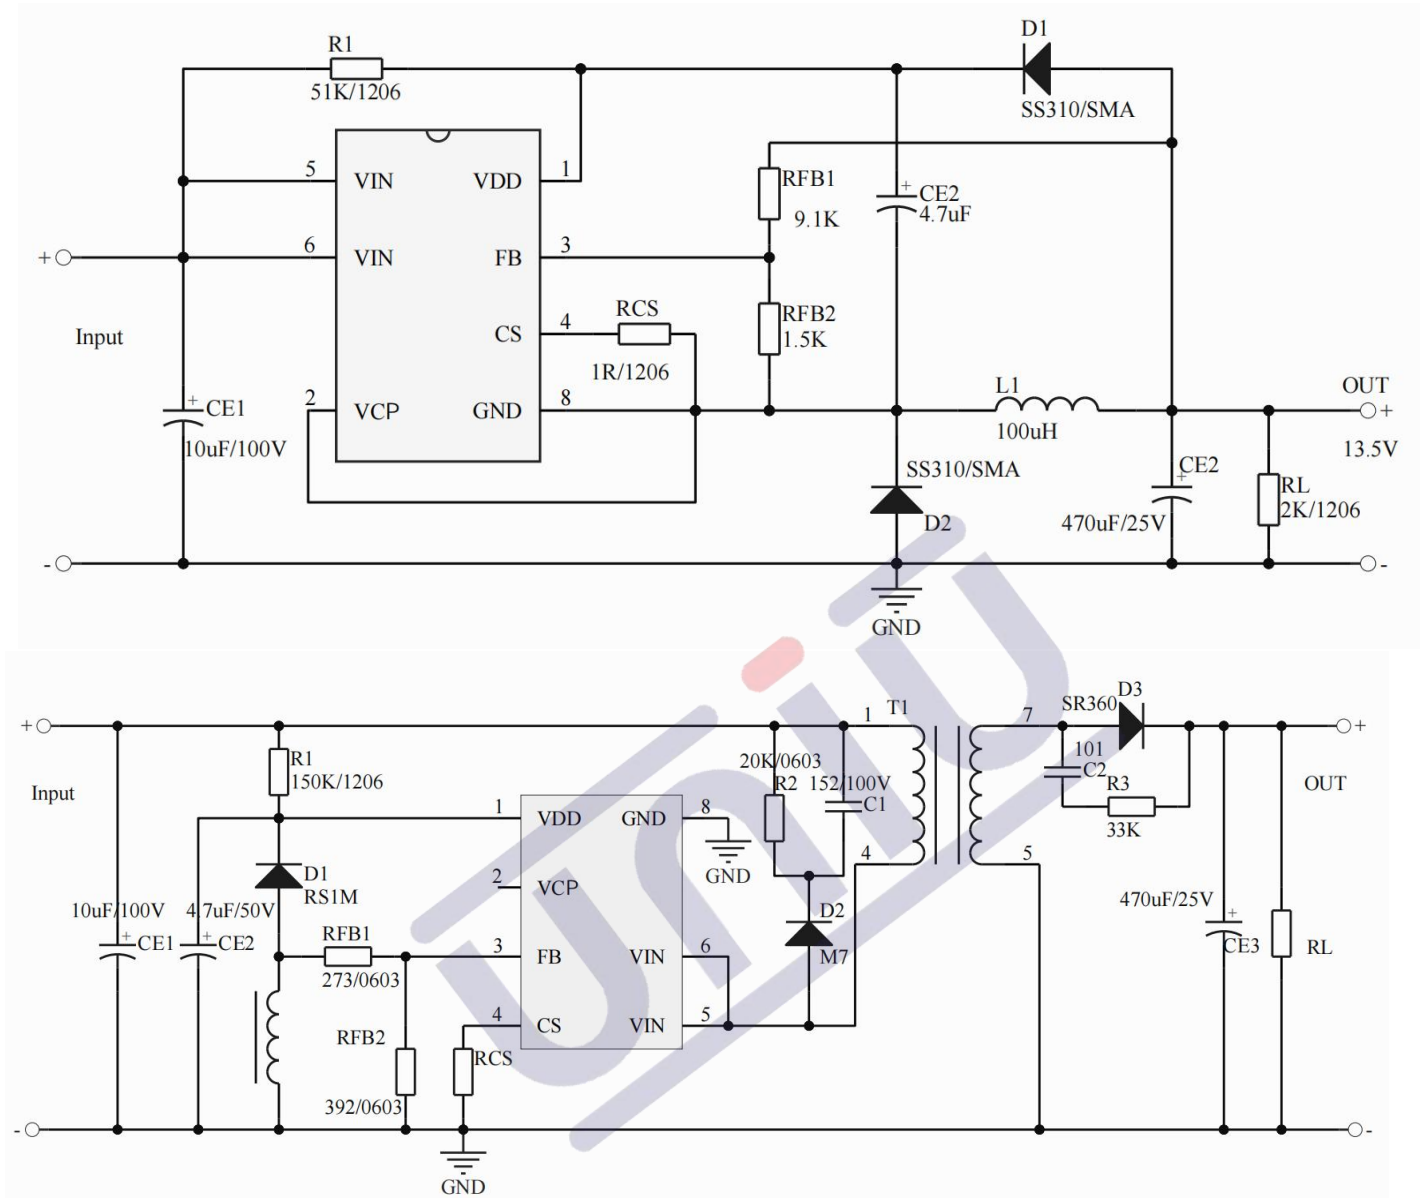 D1
R1
51K/1206
SS310/SMA
5
VIN
VDD
1
RFB1
9.1K
+
CE2
4.7uF
6
VIN
FB
3
+
RFB2
1.5K
RCS
Input
CS
4
1R/1206
2
VCP
GND
8
L1
100uH
OUT
+
13.5V
+
CE1
10uF/100V
SS310/SMA
D2
CE2
+
470uF/25V
RL
2K/1206
-
-
GND
uniu
+
T1
1
7
SR360
D3
+
R1
150K/1206
20K/0603
R2
152/100V
C1
101
C2
R3
33K
Input
OUT
1
VDD
GND
8
GND
2
VCP
4
5
D1
RS1M
10uF/100V
+
CE1
4.7uF/50V
+
CE2
RFB1
273/0603
3
FB
VIN
6
D2
M7
470uF/25V
+
CE3
RL
4
CS
VIN
5
RFB2
392/0603
RCS
-
-
GND